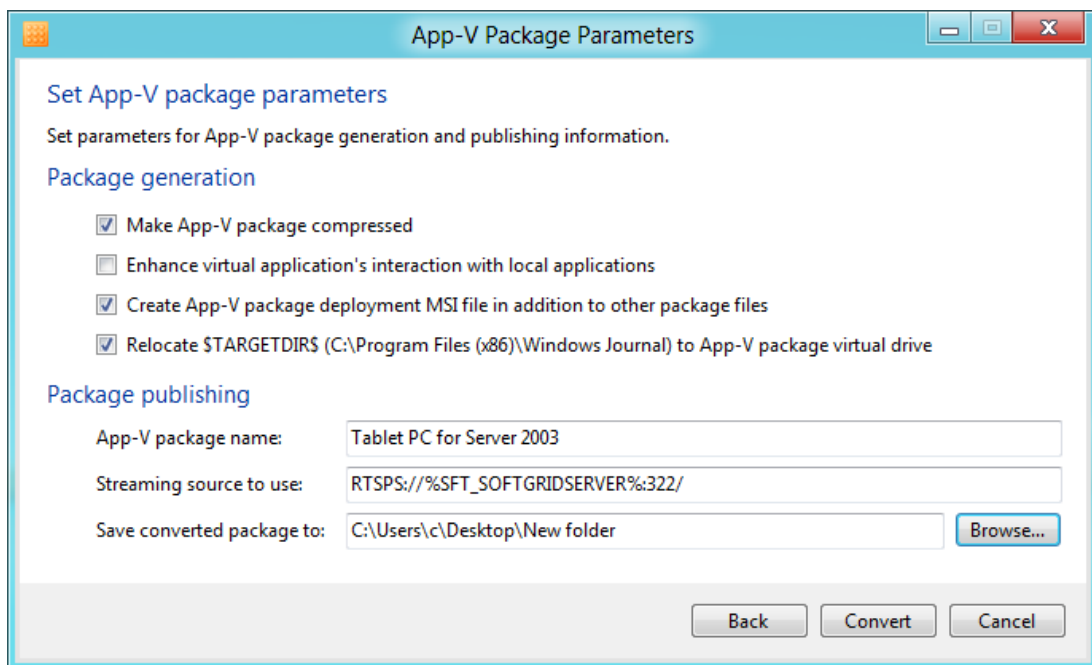 App-V Package Parameters
Set App-V package parameters
Set parameters for App-V package generation and publishing information.
Package generation
Make App-V package compressed
Enhance virtual application's interaction with local applications
Create App-V package deployment MSI file in addition to other package files
Relocate $TARGETDIR$ (C:\Program Files (x86)\Windows Journal) to App-V package virtual drive
Package publishing
App-V package name: Tablet PC for Server 2003
Streaming source to use: RTSPS://%SFT_SOFTGRIDSERVER%:322/
Save converted package to: C:\Users\c\Desktop\New folder Browse...
Back Convert Cancel